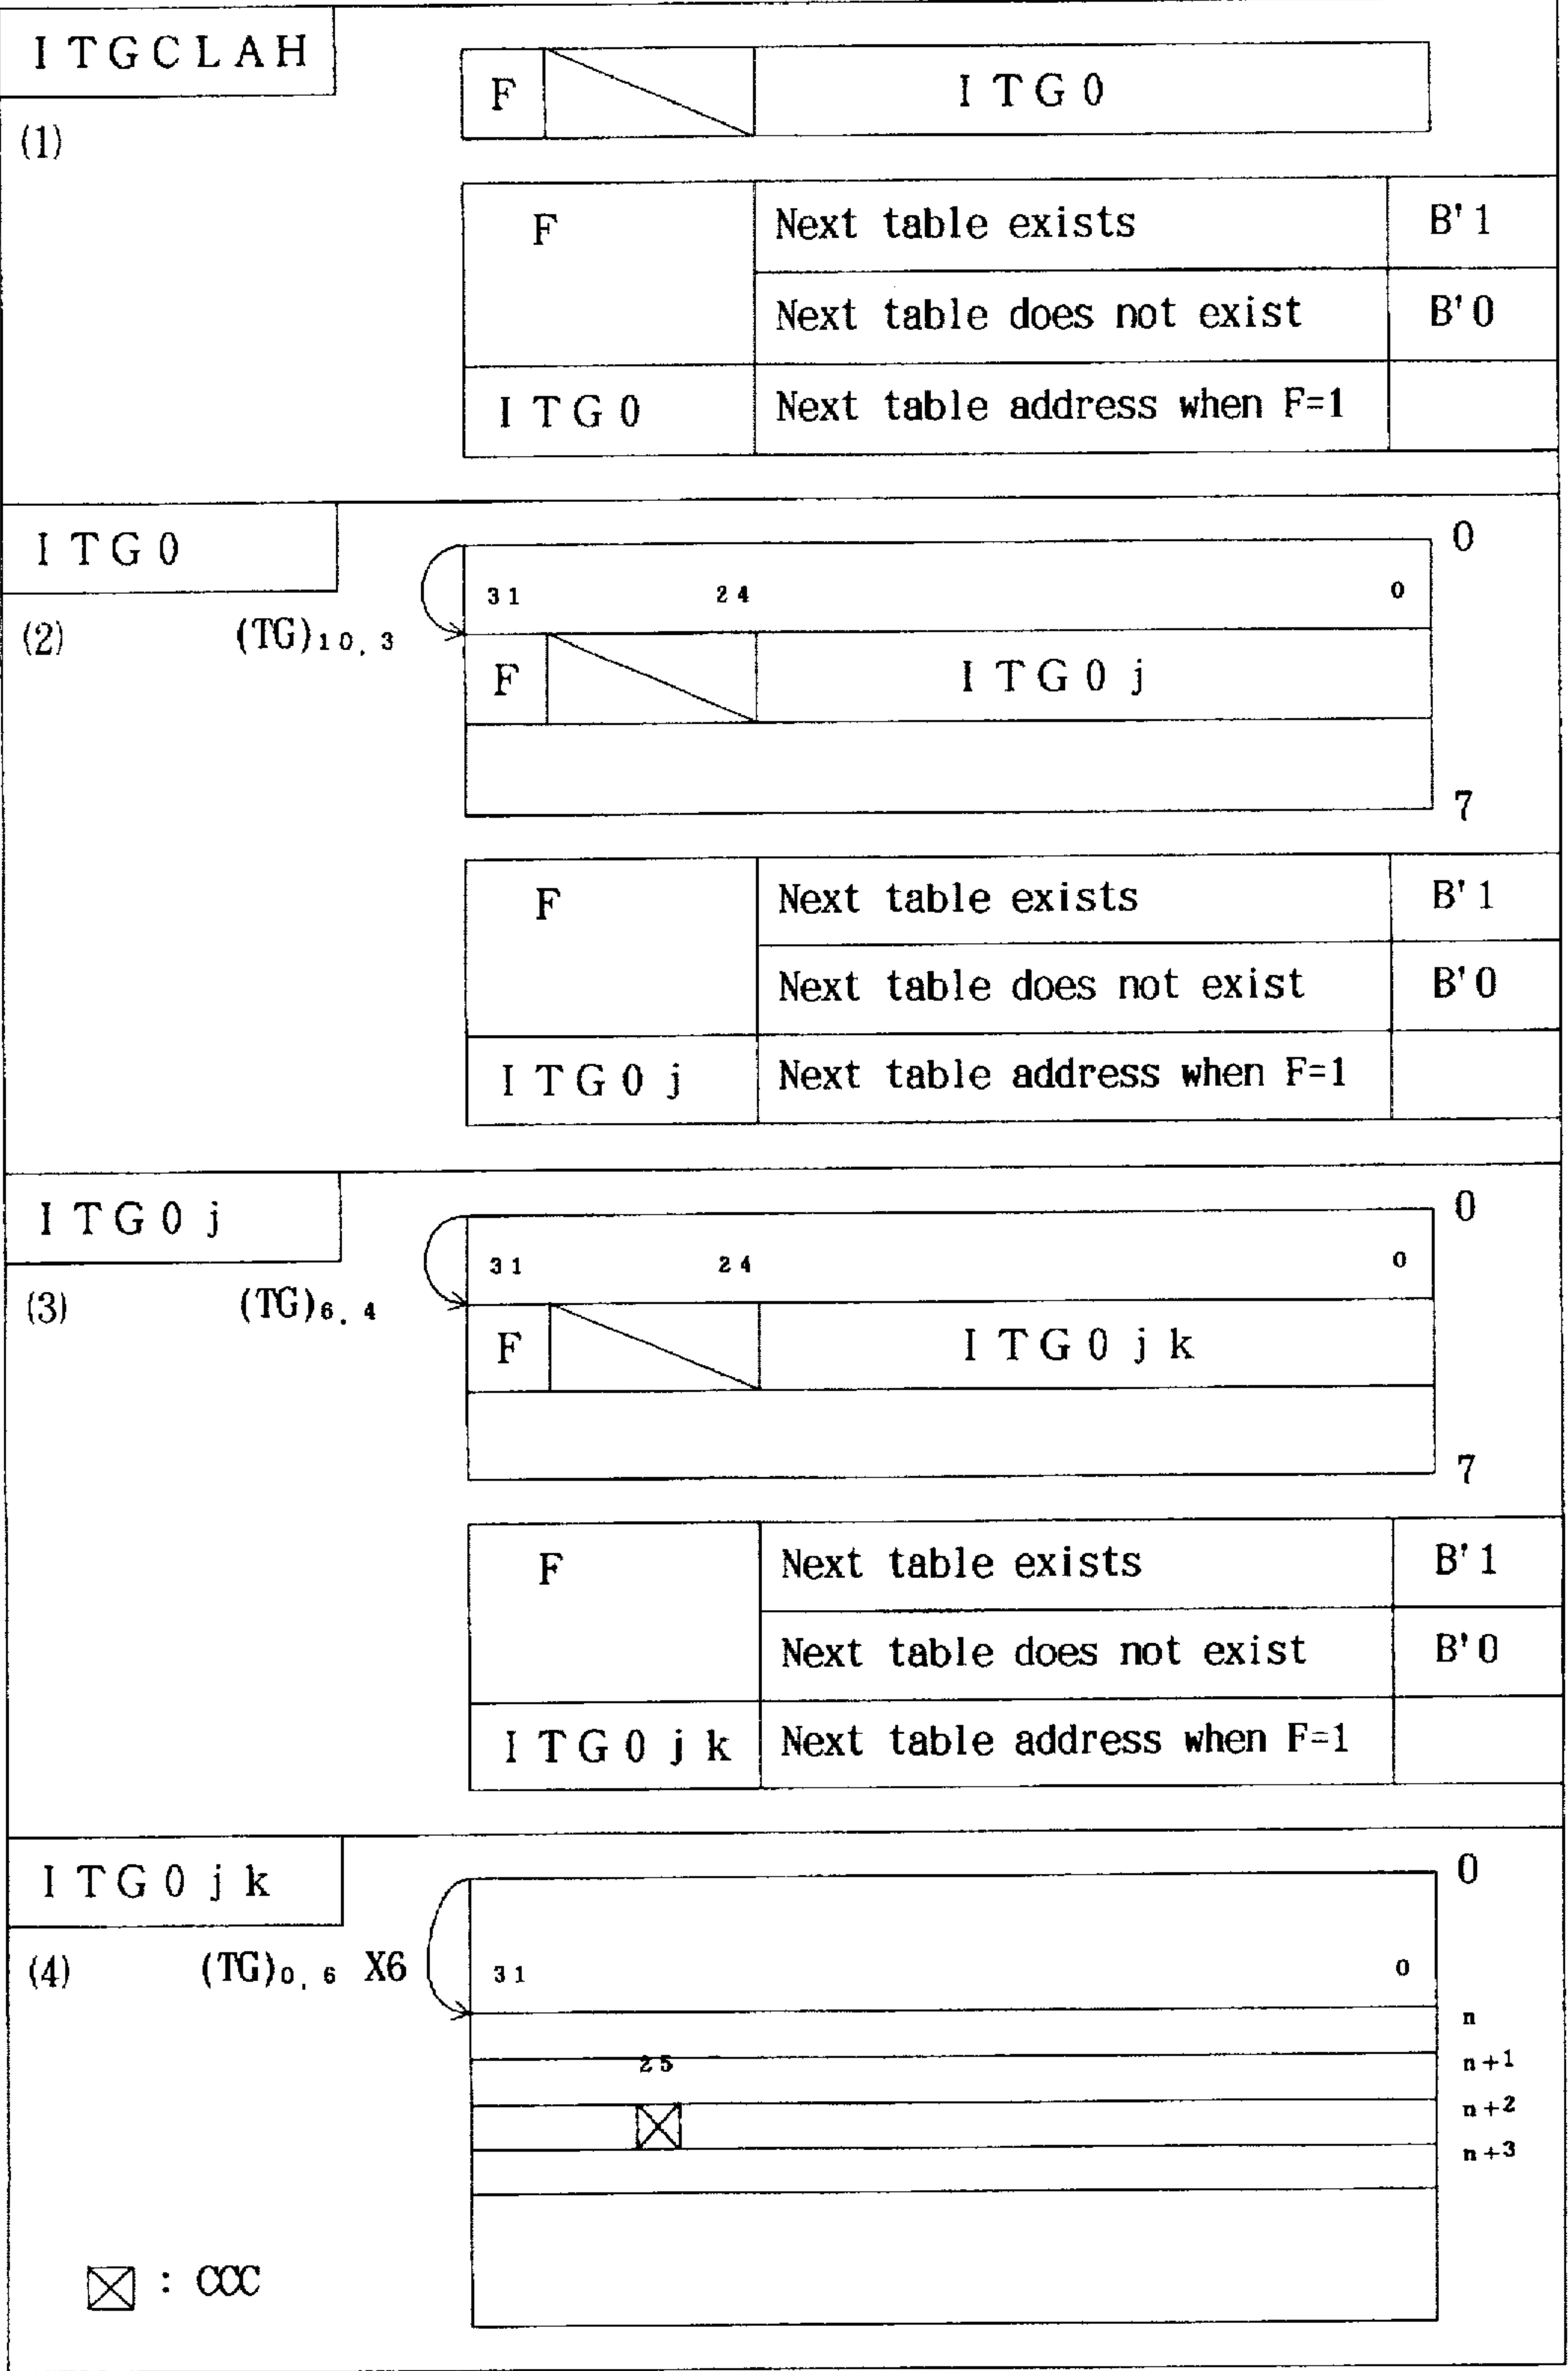 ITGCLAH
F ITG0
(1)
F Next table exists B'1
Next table does not exist B'0
ITG0 Next table address when F=1
ITG0 0
31 24 0
(2) (TG)10,3
F ITG0j
7
F Next table exists B'1
Next table does not exist B'0
ITG0j Next table address when F=1
ITG0j 0
31 24 0
(3) (TG)6,4
F ITG0jk
7
F Next table exists B'1
Next table does not exist B'0
ITG0jk Next table address when F=1
ITG0jk 0
(4) (TG)0,6 X6 31 0
n
25 n+1
n+2
n+3
: CCC